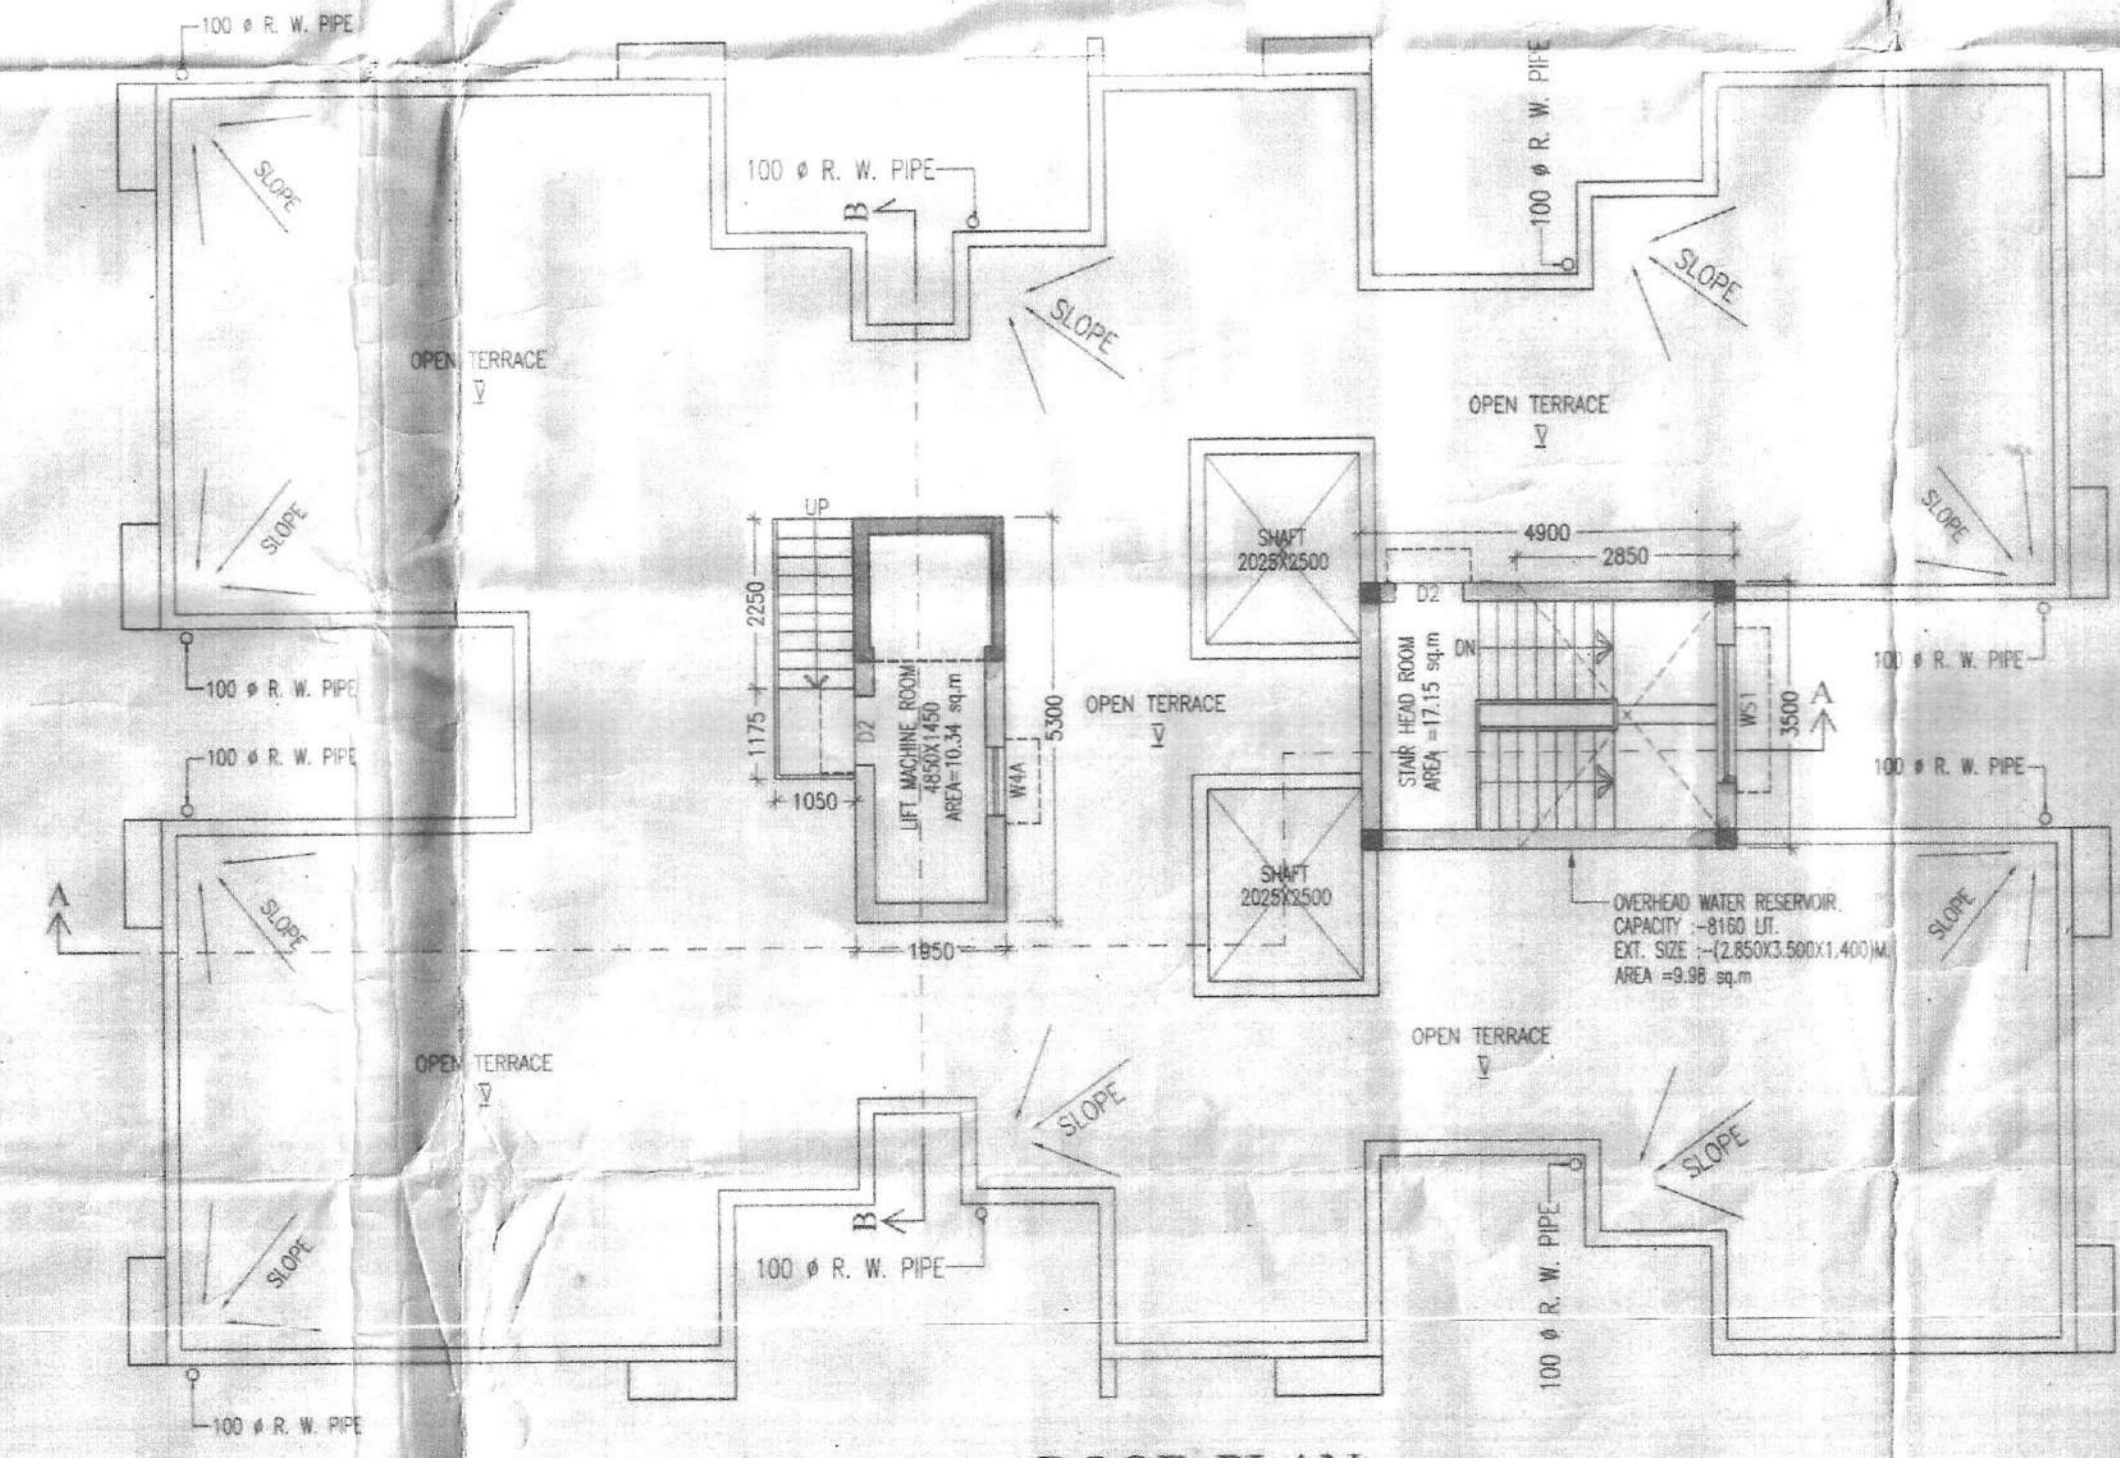 100 ø R. W. PIPE
100 ø R. W. PIPE
100 ø R. W. PIPE
B
SLOPE
SLOPE
SLOPE
OPEN TERRACE
OPEN TERRACE
SLOPE
SLOPE
UP
SHAFT
2025X2500
4900
2850
2250
D2
DN
STAIR HEAD ROOM
AREA =17.15 sq.m
100 ø R. W. PIPE
100 ø R. W. PIPE
OPEN TERRACE
5300
LIFT MACHINE ROOM
4850X1450
AREA=10.34 sq.m
D2
1175
WS1
3500
A
100 ø R. W. PIPE
100 ø R. W. PIPE
W4A
1050
SHAFT
2025X2500
A
SLOPE
1950
OVERHEAD WATER RESERVOIR.
CAPACITY :-8160 LIT.
EXT. SIZE :-(2.850X3.500X1.400)M.
AREA =9.98 sq.m
SLOPE
OPEN TERRACE
OPEN TERRACE
SLOPE
SLOPE
B
SLOPE
100 ø R. W. PIPE
100 ø R. W. PIPE
100 ø R. W. PIPE
ROOF PLAN